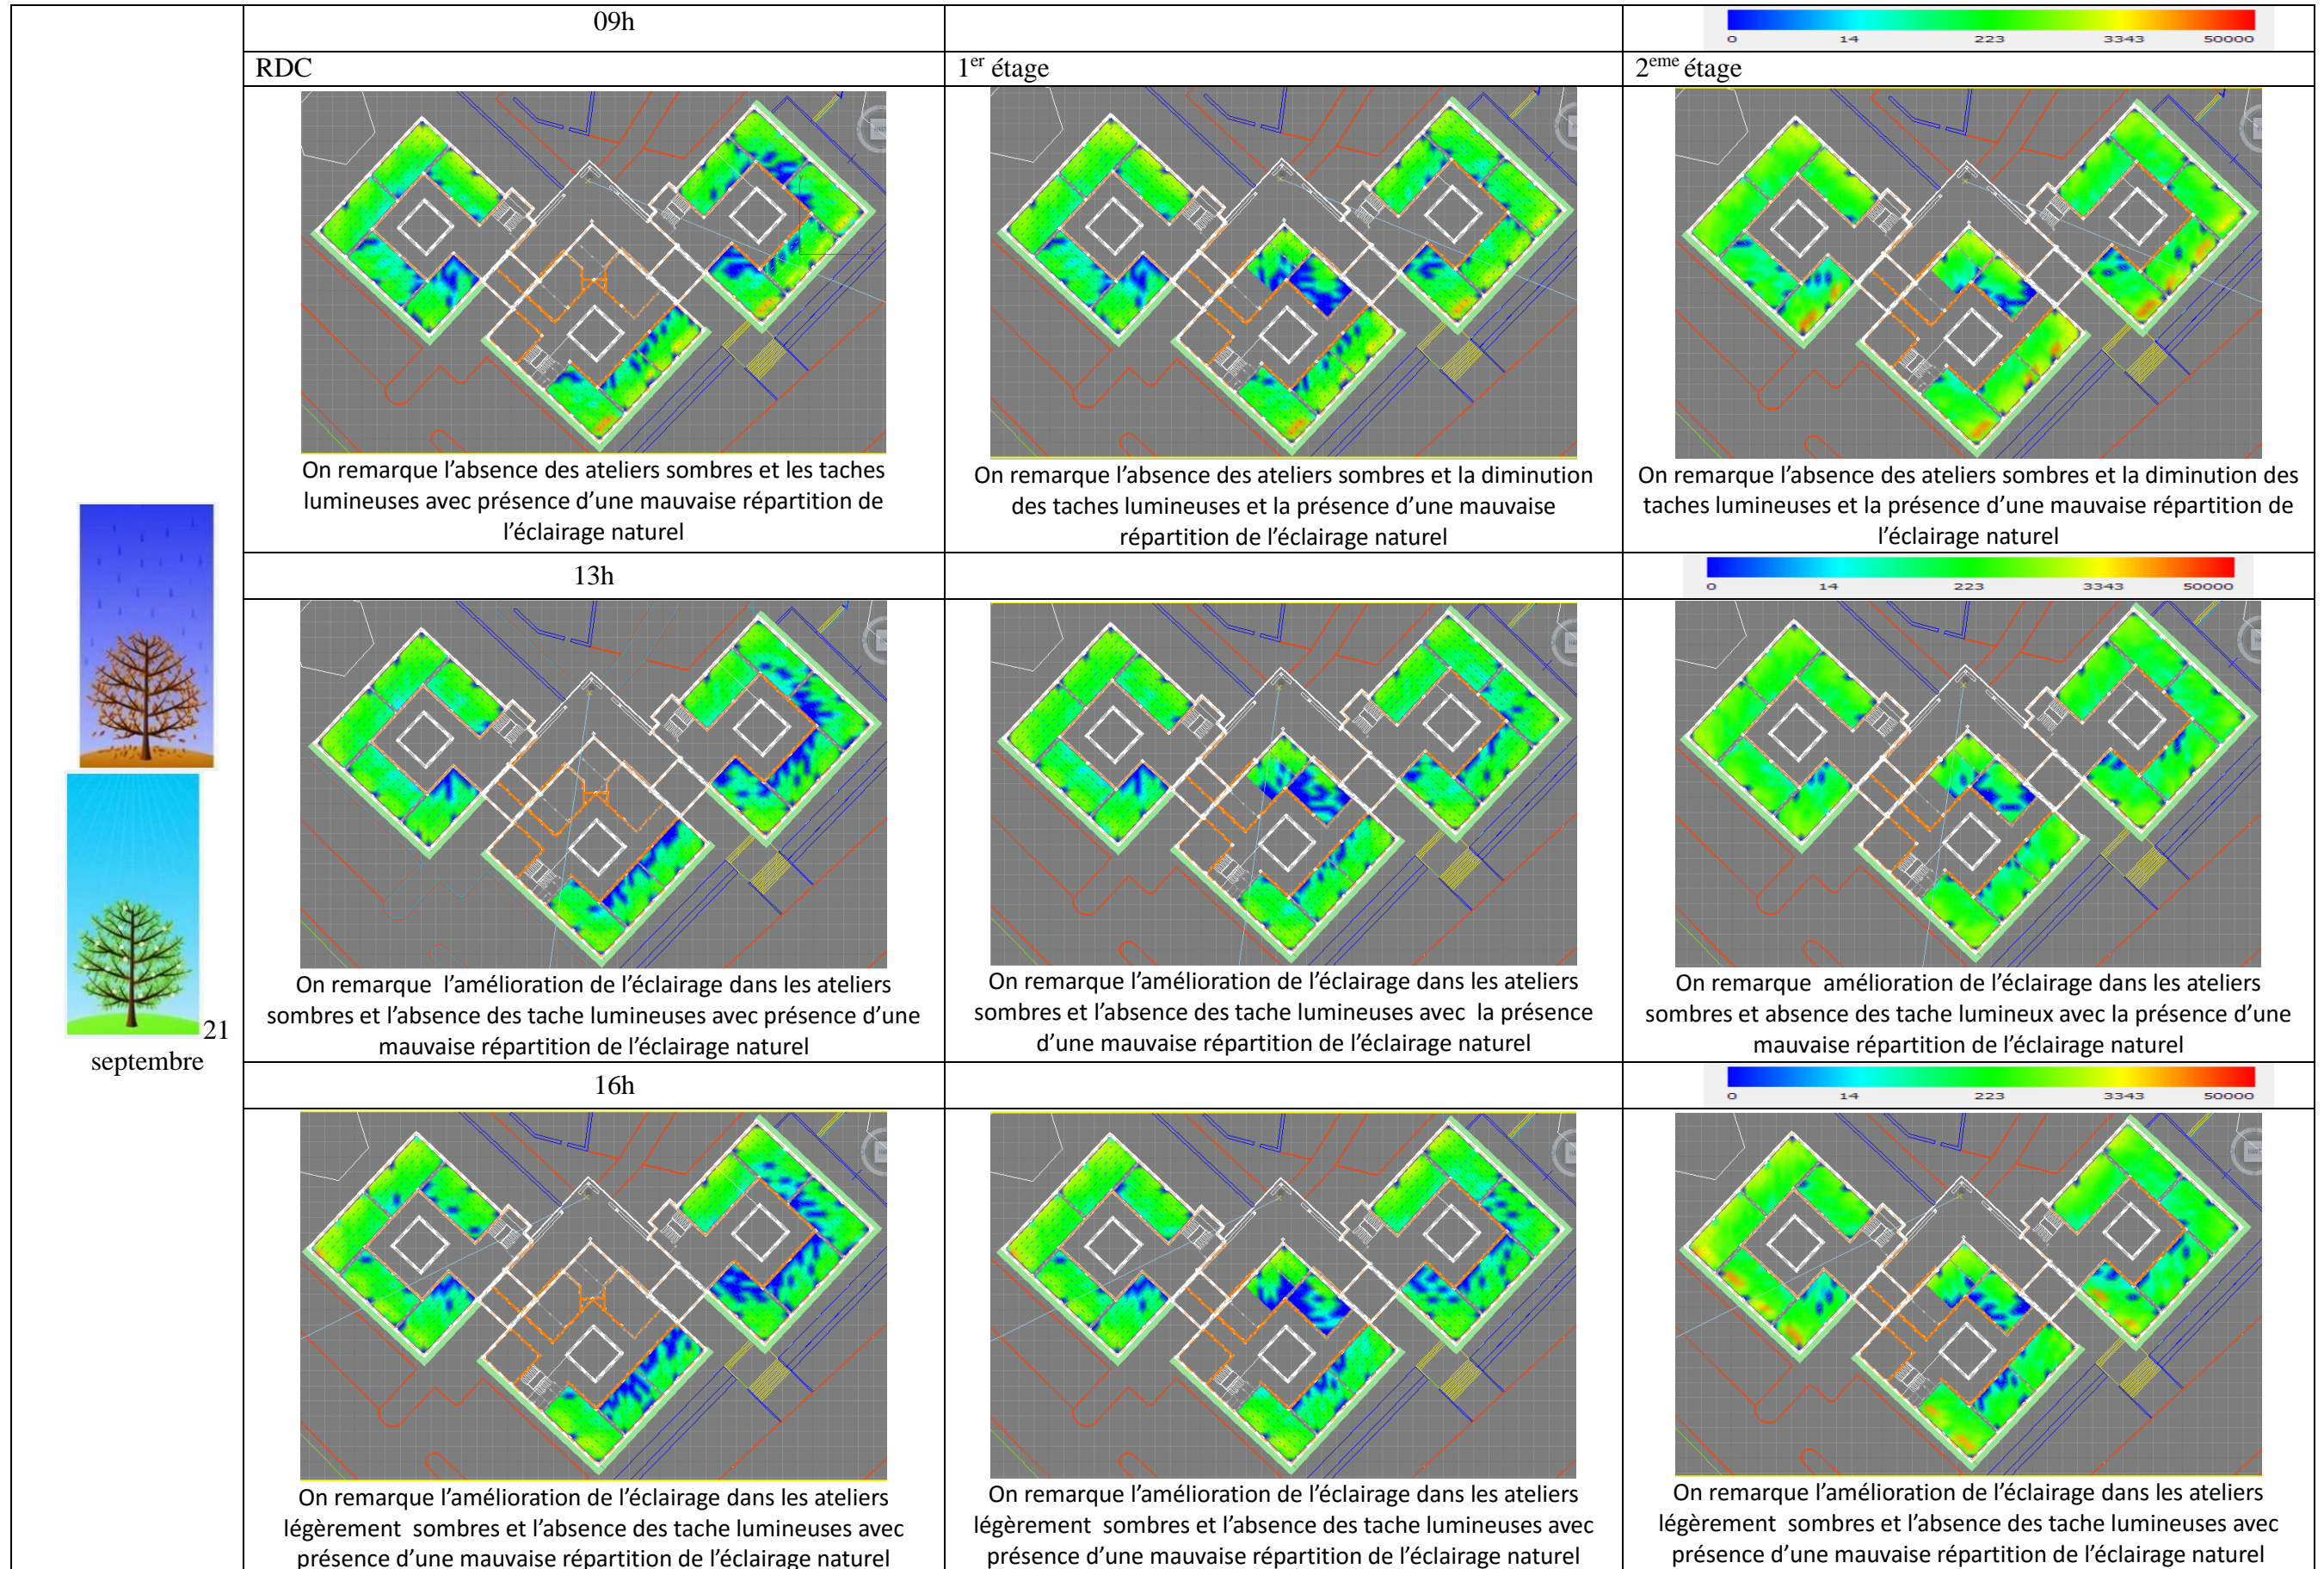 09h
0 14 223 3343 50000
RDC
1er étage
2eme étage
On remarque l'absence des ateliers sombres et les taches
lumineuses avec présence d'une mauvaise répartition de
l'éclairage naturel
On remarque l'absence des ateliers sombres et la diminution
des taches lumineuses et la présence d'une mauvaise
répartition de l'éclairage naturel
On remarque l'absence des ateliers sombres et la diminution des
taches lumineuses et la présence d'une mauvaise répartition de
l'éclairage naturel
13h
0 14 223 3343 50000
On remarque l'amélioration de l'éclairage dans les ateliers
sombres et l'absence des tache lumineuses avec présence d'une
mauvaise répartition de l'éclairage naturel
On remarque l'amélioration de l'éclairage dans les ateliers
sombres et l'absence des tache lumineuses avec la présence
d'une mauvaise répartition de l'éclairage naturel
On remarque amélioration de l'éclairage dans les ateliers
sombres et absence des tache lumineux avec la présence d'une
mauvaise répartition de l'éclairage naturel
21
septembre
16h
0 14 223 3343 50000
On remarque l'amélioration de l'éclairage dans les ateliers
légèrement sombres et l'absence des tache lumineuses avec
présence d'une mauvaise répartition de l'éclairage naturel
On remarque l'amélioration de l'éclairage dans les ateliers
légèrement sombres et l'absence des tache lumineuses avec
présence d'une mauvaise répartition de l'éclairage naturel
On remarque l'amélioration de l'éclairage dans les ateliers
légèrement sombres et l'absence des tache lumineuses avec
présence d'une mauvaise répartition de l'éclairage naturel